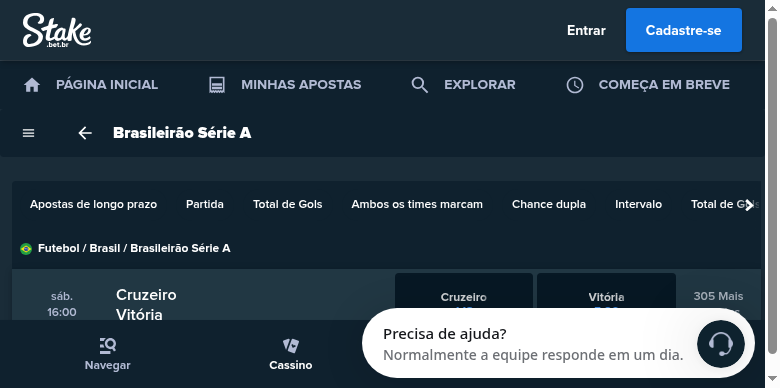 Stake
.bet.br
Entrar
Cadastre-se
PÁGINA INICIAL
MINHAS APOSTAS
EXPLORAR
COMEÇA EM BREVE
Brasileirão Série A
Apostas de longo prazo
Partida
Total de Gols
Ambos os times marcam
Chance dupla
Intervalo
Total de Gols
Futebol / Brasil / Brasileirão Série A
sáb.
16:00
Cruzeiro
Vitória
Cruzeiro
Vitória
305 Mais
Navegar
Cassino
Precisa de ajuda?
Normalmente a equipe responde em um dia.